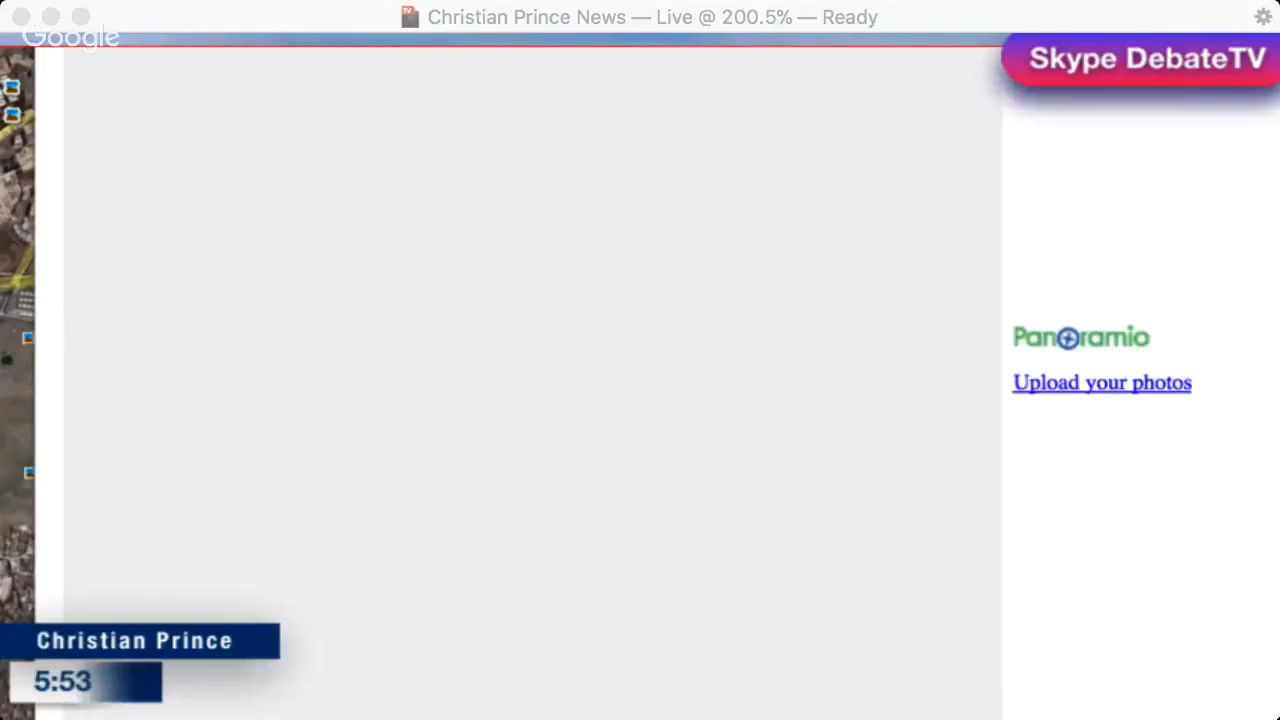 Christian Prince News — Live @ 200.5% — Ready
Google
Skype DebateTV
Panoramio
Upload your photos
Christian Prince
5:53